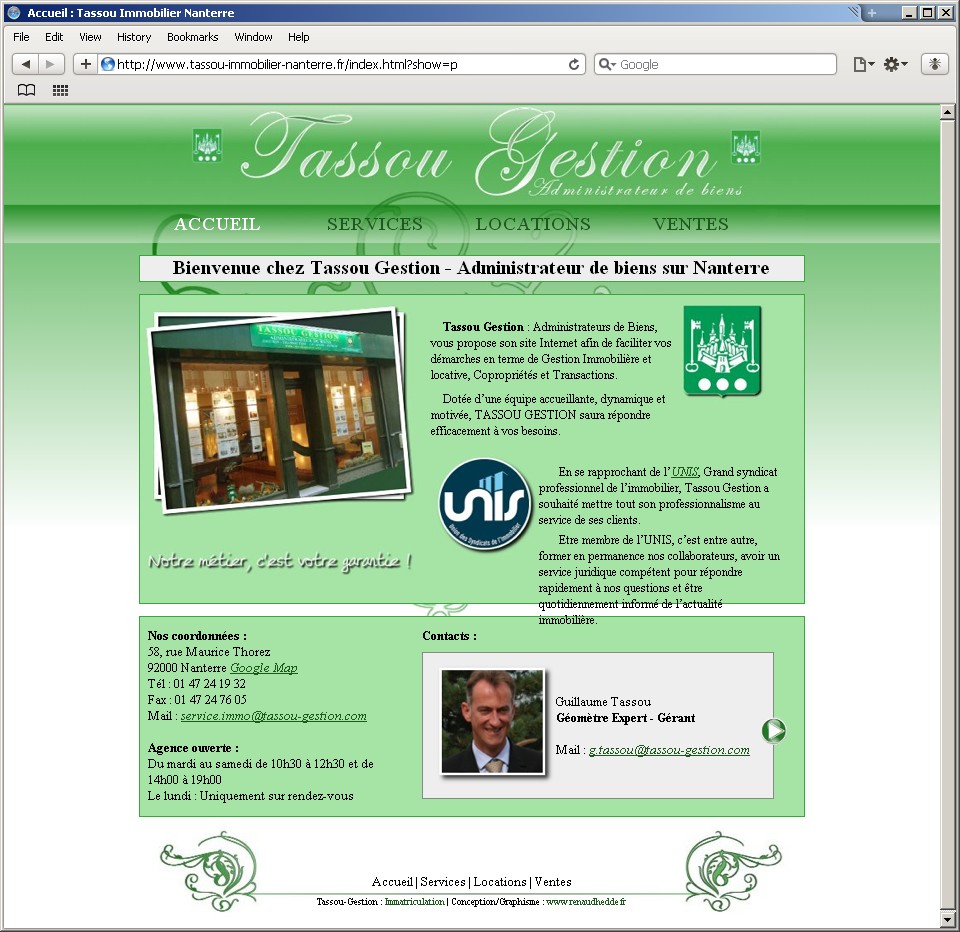 Accueil : Tassou Immobilier Nanterre
File Edit View History Bookmarks Window Help
http://www.tassou-immobilier-nanterre.fr/index.html?show=p
Google
Tassou Gestion
Administrateur de biens
ACCUEIL SERVICES LOCATIONS VENTES
Bienvenue chez Tassou Gestion - Administrateur de biens sur Nanterre
TASSOU GESTION
Tassou Gestion : Administrateurs de Biens,
vous propose son site Internet afin de faciliter vos
démarches en terme de Gestion Immobilière et
locative, Copropriétés et Transactions.
Dotée d’une équipe accueillante, dynamique et
motivée, TASSOU GESTION saura répondre
efficacement à vos besoins.
UNIS
Union des Syndicats de l'Immobilier
En se rapprochant de l’UNIS, Grand syndicat
professionnel de l’immobilier, Tassou Gestion a
souhaité mettre tout son professionnalisme au
service de ses clients.
Etre membre de l’UNIS, c’est entre autre,
former en permanence nos collaborateurs, avoir un
service juridique compétent pour répondre
rapidement à nos questions et être
quotidiennement informé de l’actualité
immobilière.
Notre métier, c'est votre garantie !
Nos coordonnées :
58, rue Maurice Thorez
92000 Nanterre Google Map
Tél : 01 47 24 19 32
Fax : 01 47 24 76 05
Mail : service.immo@tassou-gestion.com
Agence ouverte :
Du mardi au samedi de 10h30 à 12h30 et de
14h00 à 19h00
Le lundi : Uniquement sur rendez-vous
Contacts :
Guillaume Tassou
Géomètre Expert - Gérant
Mail : g.tassou@tassou-gestion.com
Accueil | Services | Locations | Ventes
Tassou-Gestion : Immatriculation | Conception/Graphisme : www.renaudhedde.fr